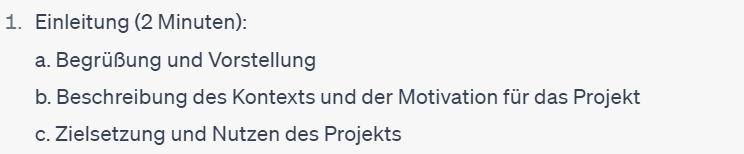 1. Einleitung (2 Minuten):
a. Begrüßung und Vorstellung
b. Beschreibung des Kontexts und der Motivation für das Projekt
c. Zielsetzung und Nutzen des Projekts